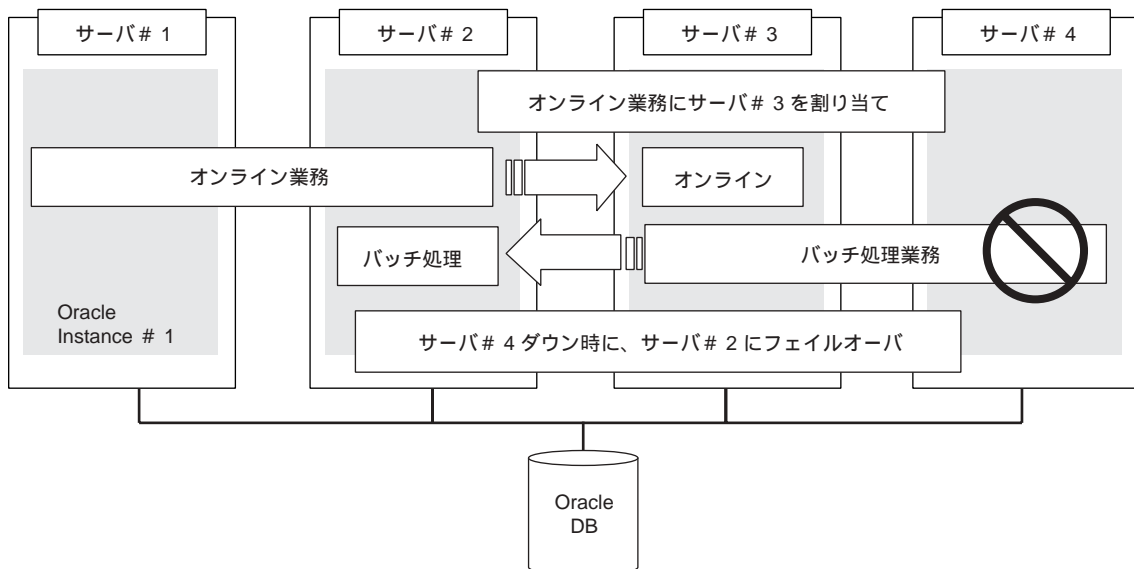 サーバ# 1
サーバ# 2
サーバ# 3
サーバ# 4
オンライン業務にサーバ# 3 を割り当て
オンライン業務
オンライン
バッチ処理
バッチ処理業務
Oracle
Instance # 1
サーバ# 4 ダウン時に、サーバ# 2 にフェイルオーバ
Oracle
DB